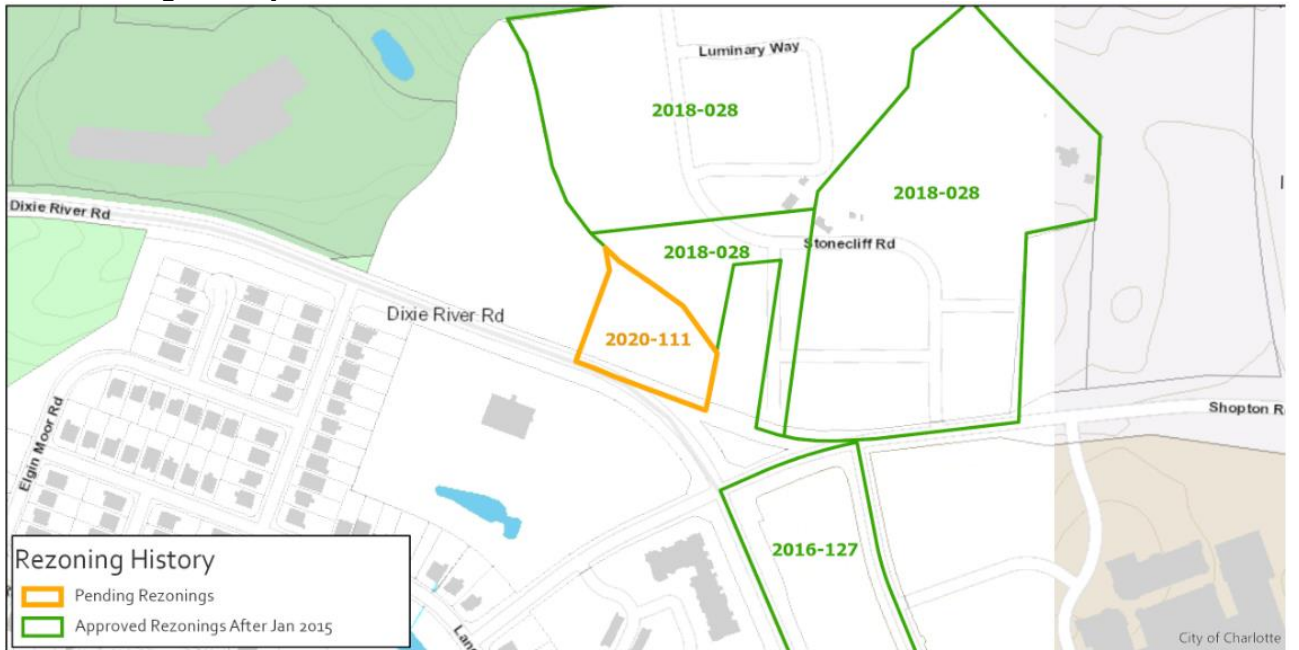 Luminary Way
2018-028
2018-028
Dixie River Rd
2018-028
Stonecliff Rd
Dixie River Rd
2020-111
Shopton R
Elgin Moor Rd
2016-127
Rezoning History
Pending Rezonings
Approved Rezonings After Jan 2015
Lan
City of Charlotte